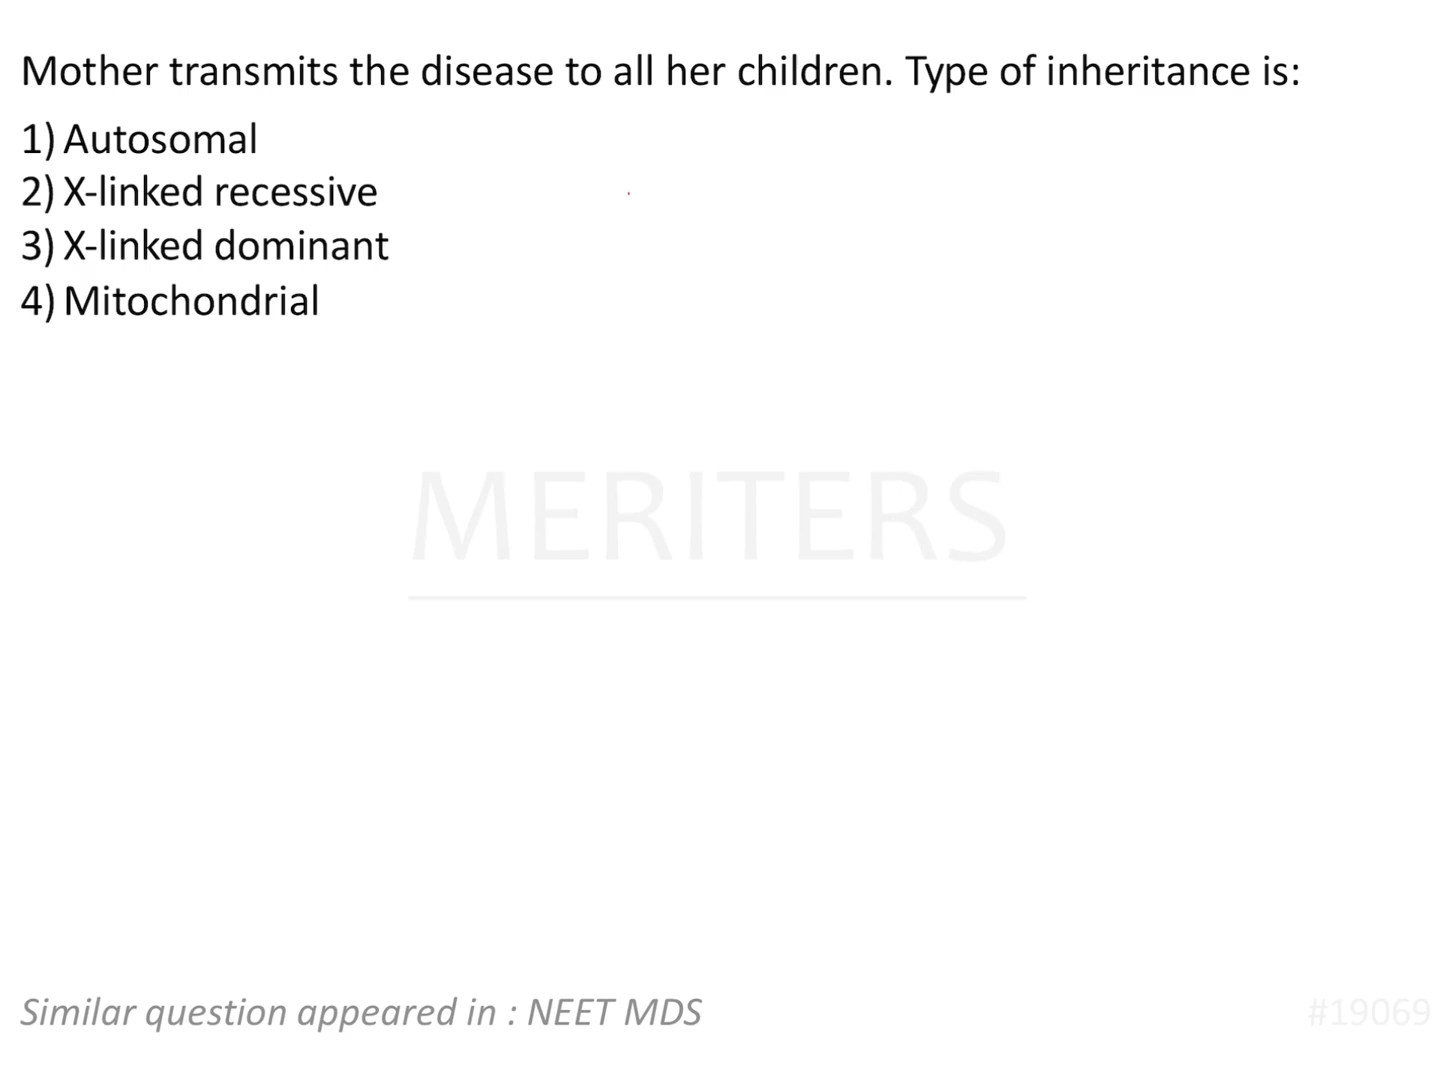 Mother transmits the disease to all her children. Type of inheritance is:
1) Autosomal
2) X-linked recessive
3) X-linked dominant
4) Mitochondrial
MERITERS
Similar question appeared in : NEET MDS
#19069